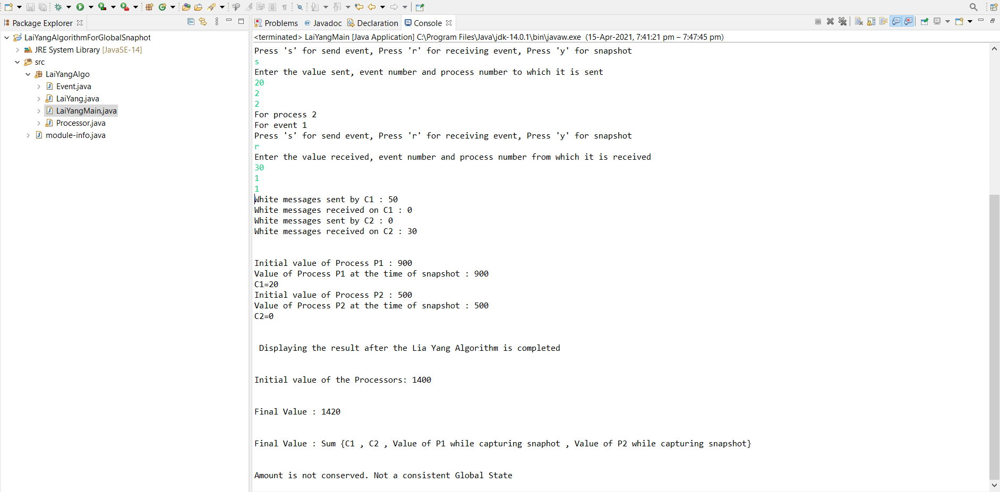 Package Explorer
LaiYangAlgorithmForGlobalSnaphot
JRE System Library [JavaSE-14]
src
LaiYangAlgo
Event.java
LaiYang.java
LaiYangMain.java
Processor.java
module-info.java
Problems @ Javadoc Declaration Console
<terminated> LaiYangMain [Java Application] C:\Program Files\Java\jdk-14.0.1\bin\javaw.exe (15-Apr-2021, 7:41:21 pm – 7:47:45 pm)
Press 's' for send event, Press 'r' for receiving event, Press 'y' for snapshot
s
Enter the value sent, event number and process number to which it is sent
20
2
2
For process 2
For event 1
Press 's' for send event, Press 'r' for receiving event, Press 'y' for snapshot
r
Enter the value received, event number and process number from which it is received
30
1
1
White messages sent by C1 : 50
White messages received on C1 : 0
White messages sent by C2 : 0
White messages received on C2 : 30
Initial value of Process P1 : 900
Value of Process P1 at the time of snapshot : 900
C1=20
Initial value of Process P2 : 500
Value of Process P2 at the time of snapshot : 500
C2=0
Displaying the result after the Lia Yang Algorithm is completed
Initial value of the Processors: 1400
Final Value : 1420
Final Value : Sum {C1 , C2 , Value of P1 while capturing snaphot , Value of P2 while capturing snapshot}
Amount is not conserved. Not a consistent Global State